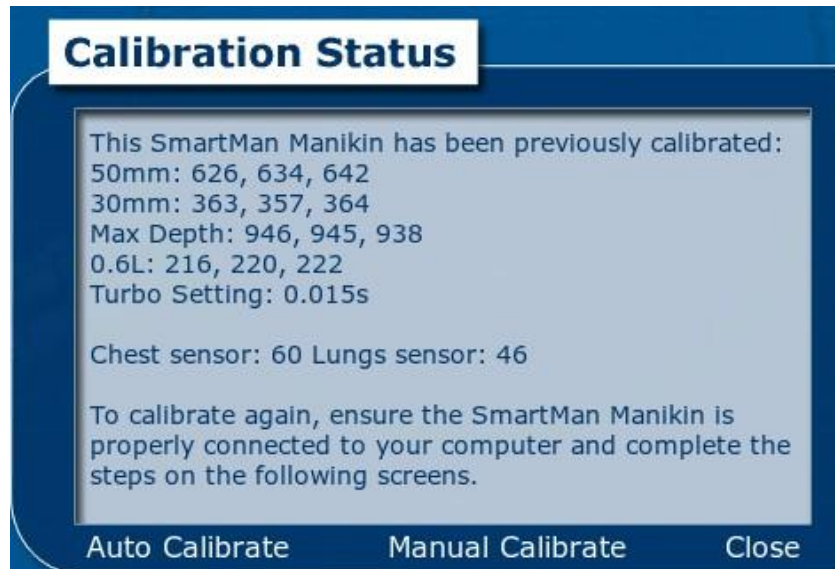 Calibration Status
This SmartMan Manikin has been previously calibrated:
50mm: 626, 634, 642
30mm: 363, 357, 364
Max Depth: 946, 945, 938
0.6L: 216, 220, 222
Turbo Setting: 0.015s
Chest sensor: 60 Lungs sensor: 46
To calibrate again, ensure the SmartMan Manikin is
properly connected to your computer and complete the
steps on the following screens.
Auto Calibrate Manual Calibrate Close